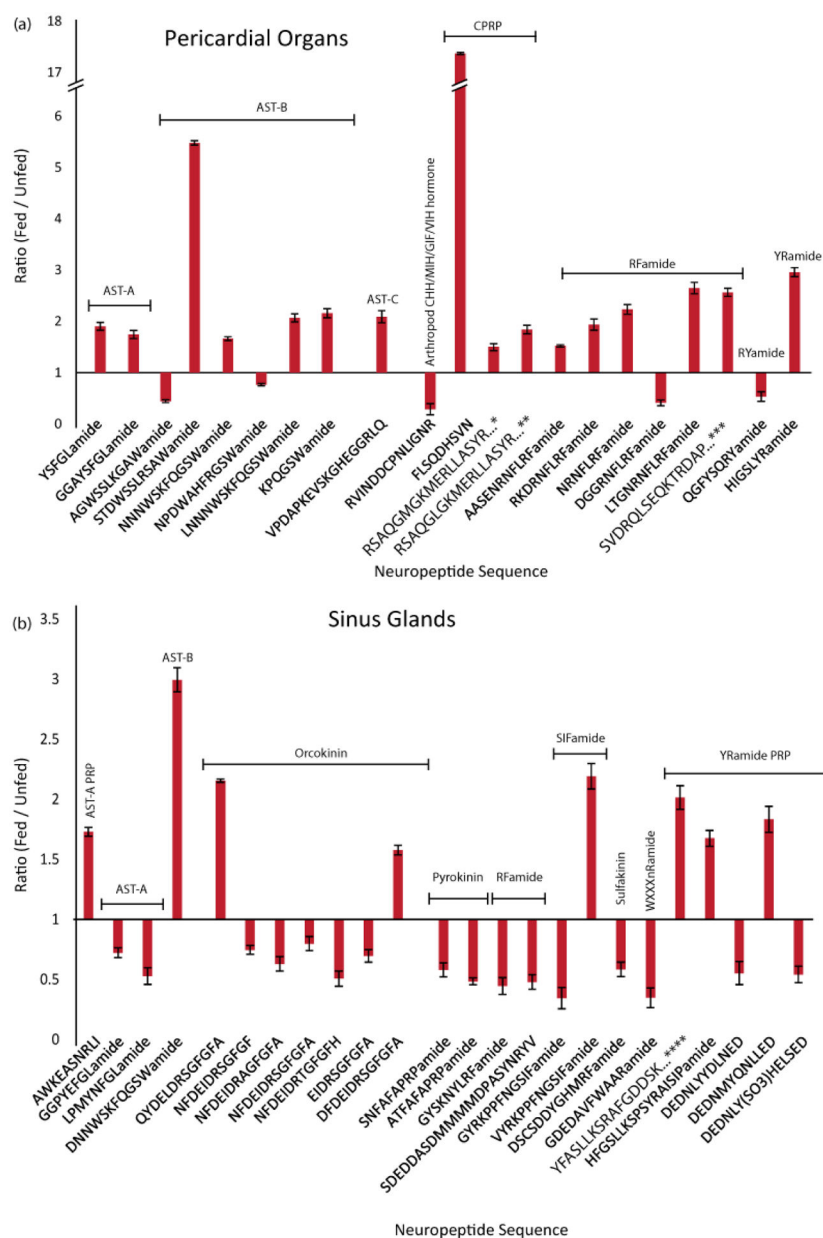 (a)
Pericardial Organs
Ratio (Fed / Unfed)
18
17
6
5
4
3
2
1
0
AST-A
AST-B
AST-C
Arthropod CHH/MIH/GIF/VIH hormone
CPRP
RFamide
RYamide
YRamide
YSFGLamide
GGAYSFGLamide
AGWSSLKGAWamide
STDWSSLRSAWamide
NNNWSKFQGSWamide
NPDWAHFRGSWamide
LNNNWSKFQGSWamide
KPQGSWamide
VPDAPKEVSKGHEGGRLQ
RVINDDCPNLIGNR
FLSQDHSVN
RSAQGMGKMERLLASYR...*
RSAQGLGKMERLLASYR...**
AASENRNFLRFamide
RKDRNFLRFamide
NRNFLRFamide
DGGRNFLRFamide
LTGNRNFLRFamide
SVDRQLSEQKTRDAP...***
QGFYSQRYamide
HIGSLYRamide
Neuropeptide Sequence
(b)
Sinus Glands
Ratio (Fed / Unfed)
3.5
3
2.5
2
1.5
1
0.5
0
AST-A PRP
AST-A
AST-B
Orcokinin
Pyrokinin
RFamide
SIFamide
Sulfakinin
WXXXnRamide
YRamide PRP
AWKEASNRLI
GGPYEFGLamide
LPMYNFGLamide
DNNWSKFQGSWamide
QYDEIDRSGFGFA
NFDEIDRSGFGF
NFDEIDRAGFGFA
NFDEIDRSGFGFA
NFDEIDRTGFGFH
EIDRSGFGFA
DFDEIDRSGFGFA
SNFAFAPRPamide
ATFAFAPRPamide
GYSKNYLRFamide
SDEDDASDMMMMMDPASYNRYV
GYRKPPFNGSIFamide
VYRKPPFNGSIFamide
DSCSDDYGHMRFamide
GDEDAVFWAARamide
YFASLLKSRAFGDDSK...****
HFGSLLKSPSYRAISIPamide
DEDNLYYDLNED
DEDNMYQNLLED
DEDNLY(SO3)HELSED
Neuropeptide Sequence